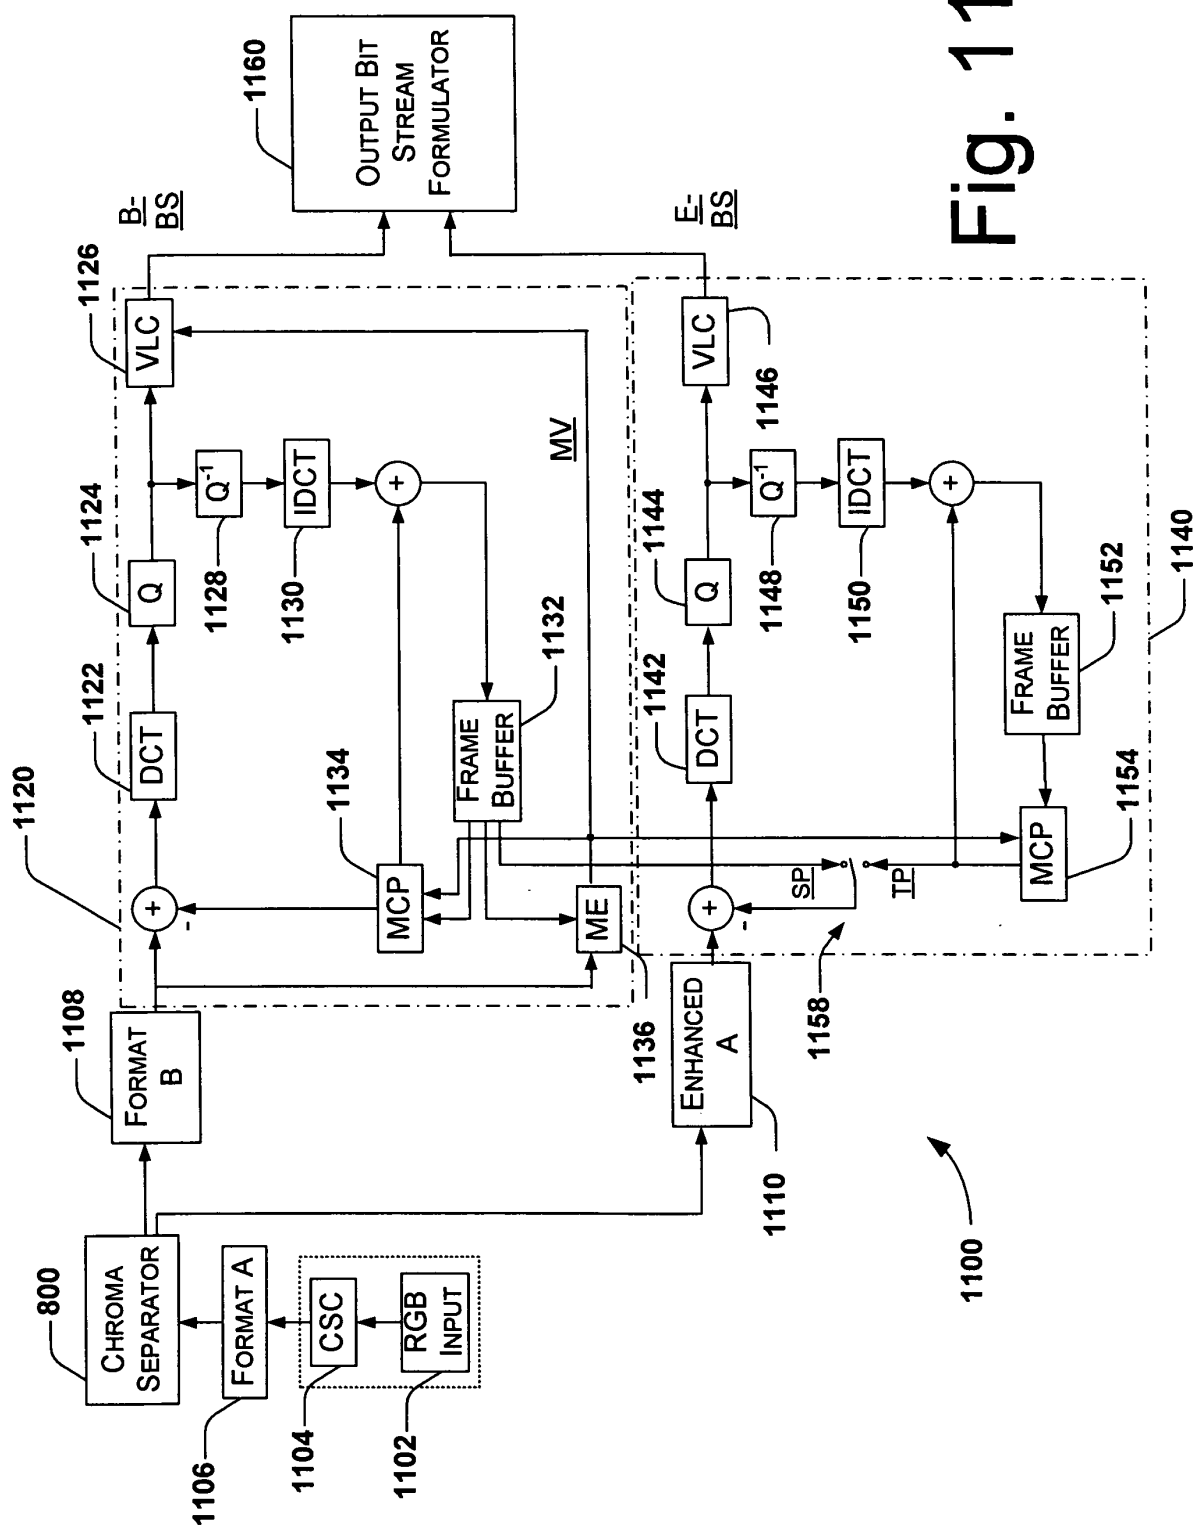 800
CHROMA
SEPARATOR
1106
FORMAT A
1104
CSC
1102
RGB
INPUT
1108
FORMAT
B
1110
ENHANCED
A
1100
1120
+
-
1122
DCT
1124
Q
1126
VLC
B-
BS
1128
Q-1
1130
IDCT
+
1134
MCP
1132
FRAME
BUFFER
1136
ME
MV
1160
OUTPUT BIT
STREAM
FORMULATOR
+
-
1142
DCT
1144
Q
1146
VLC
E-
BS
1148
Q-1
1150
IDCT
+
1152
FRAME
BUFFER
1154
MCP
SP
TP
1158
1140
Fig. 11